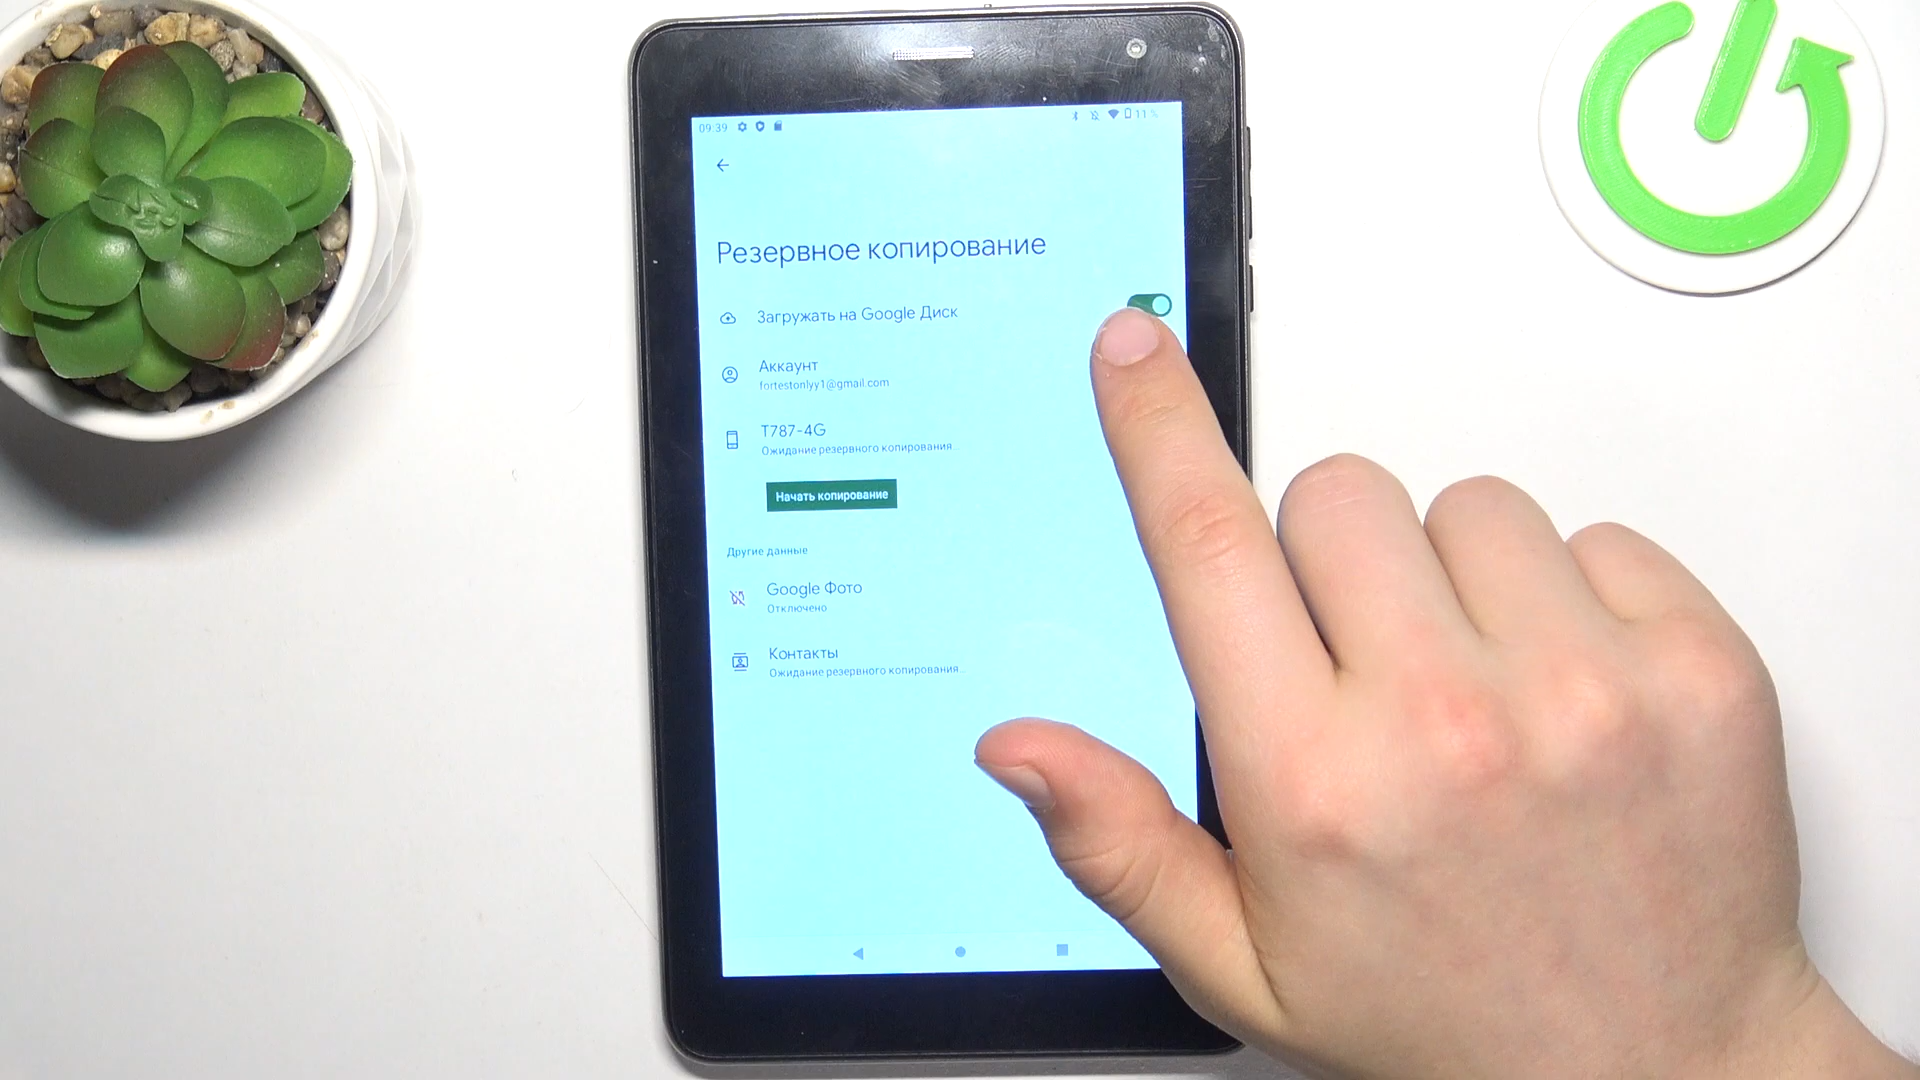 09:39
11 %
Резервное копирование
Загружать на Google Диск
Аккаунт
fortestonlyy1@gmail.com
T787-4G
Ожидание резервного копирования...
Начать копирование
Другие данные
Google Фото
Отключено
Контакты
Ожидание резервного копирования...